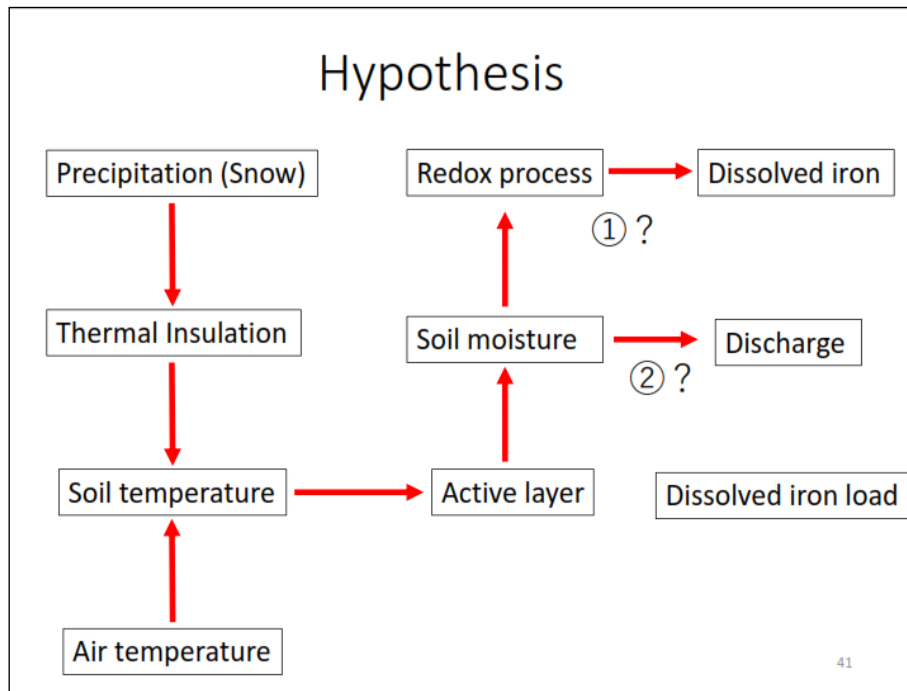 Hypothesis
Precipitation (Snow)
Redox process
Dissolved iron
①?
Thermal Insulation
Soil moisture
Discharge
②?
Soil temperature
Active layer
Dissolved iron load
Air temperature
41